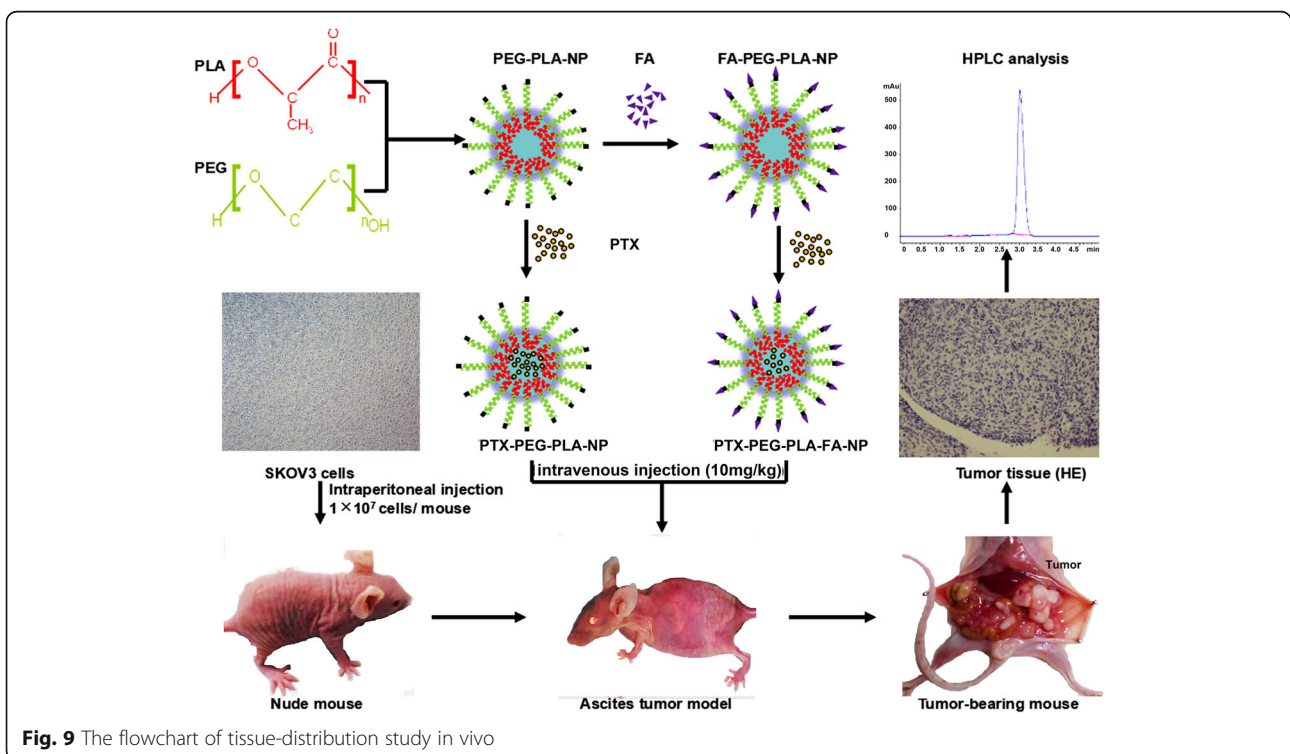 PLA
H
O
C
CH3
C
O
n
PEG
H
O
C
C
n
OH
PEG-PLA-NP
FA
FA-PEG-PLA-NP
HPLC analysis
mAu
500
400
300
200
100
0
0 0.5 1.0 1.5 2.0 2.5 3.0 3.5 4.0 4.5 min
PTX
PTX-PEG-PLA-NP
PTX-PEG-PLA-FA-NP
intravenous injection (10mg/kg)
SKOV3 cells
Intraperitoneal injection
1×10⁷ cells/ mouse
Tumor tissue (HE)
Tumor
Nude mouse
Ascites tumor model
Tumor-bearing mouse
Fig. 9 The flowchart of tissue-distribution study in vivo